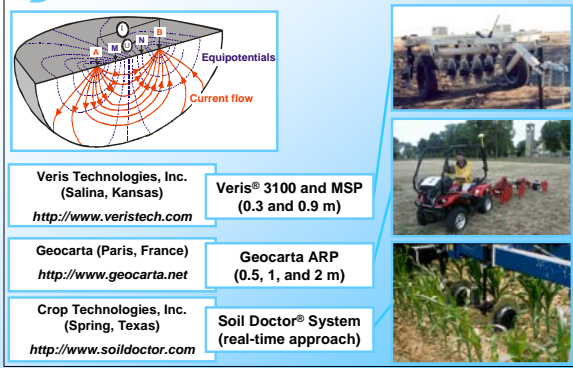 I
U
A
M
N
B
Equipotentials
Current flow
Veris Technologies, Inc.
(Salina, Kansas)
http://www.veristech.com
Veris® 3100 and MSP
(0.3 and 0.9 m)
Geocarta (Paris, France)
http://www.geocarta.net
Geocarta ARP
(0.5, 1, and 2 m)
Crop Technologies, Inc.
(Spring, Texas)
http://www.soildoctor.com
Soil Doctor® System
(real-time approach)